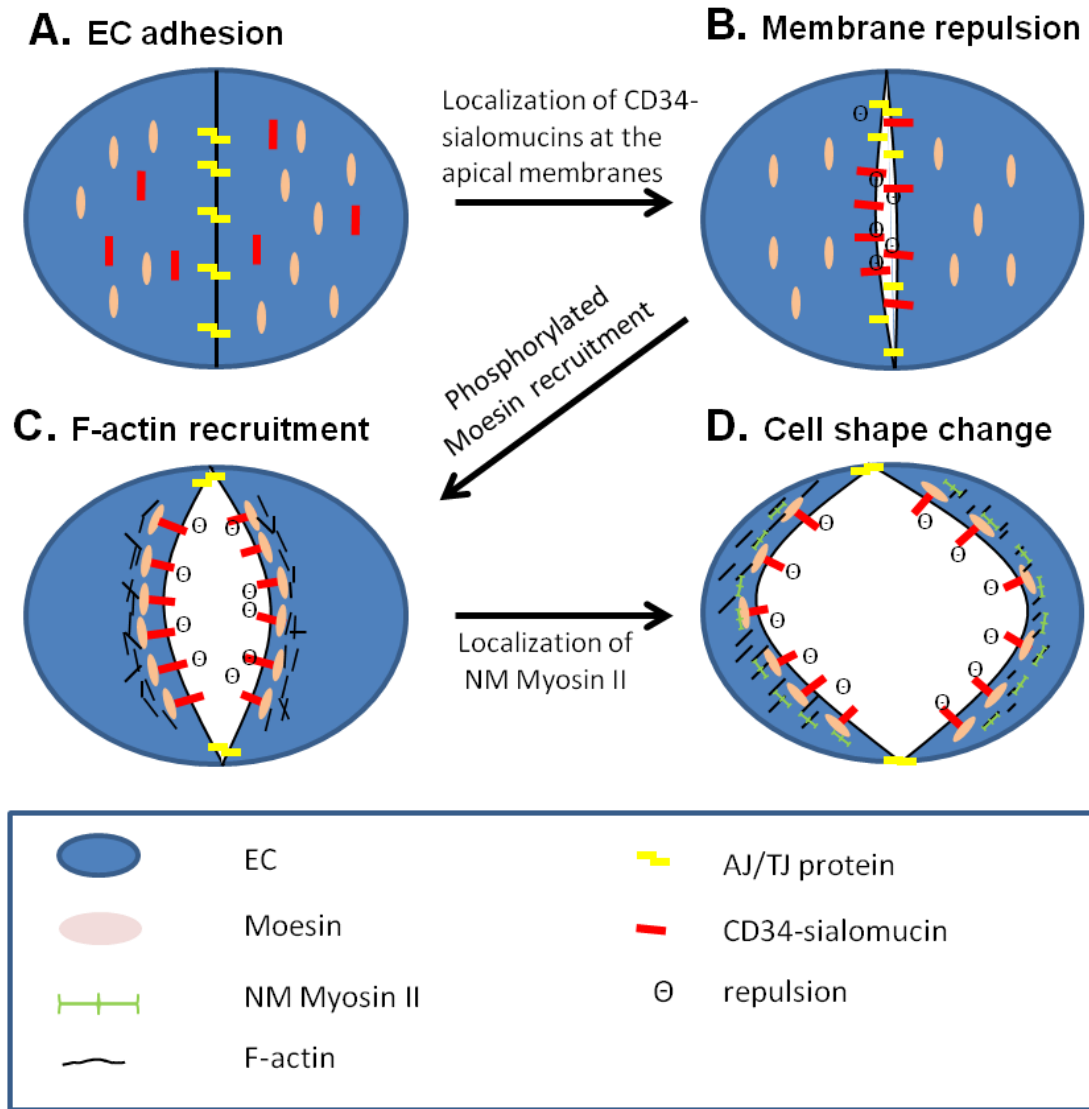 A. EC adhesion
Localization of CD34-
sialomucins at the
apical membranes
B. Membrane repulsion
Phosphorylated
Moesin recruitment
C. F-actin recruitment
Localization of
NM Myosin II
D. Cell shape change
EC
Moesin
NM Myosin II
F-actin
AJ/TJ protein
CD34-sialomucin
Θ repulsion